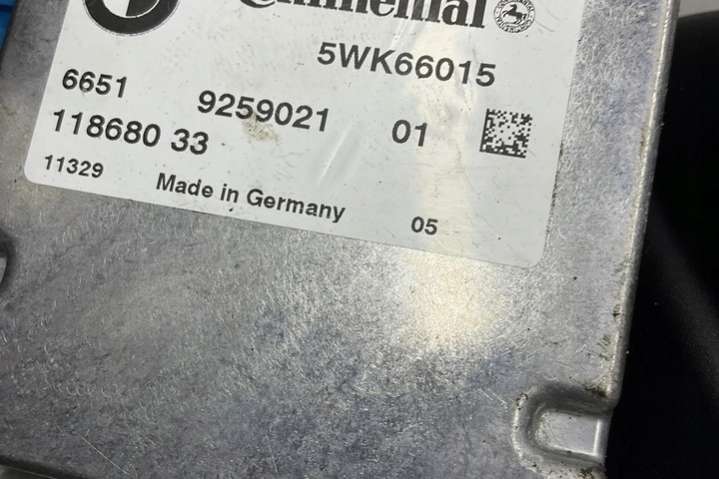 Continental
5WK66015
6651 9259021 01
118680 33
11329 Made in Germany 05